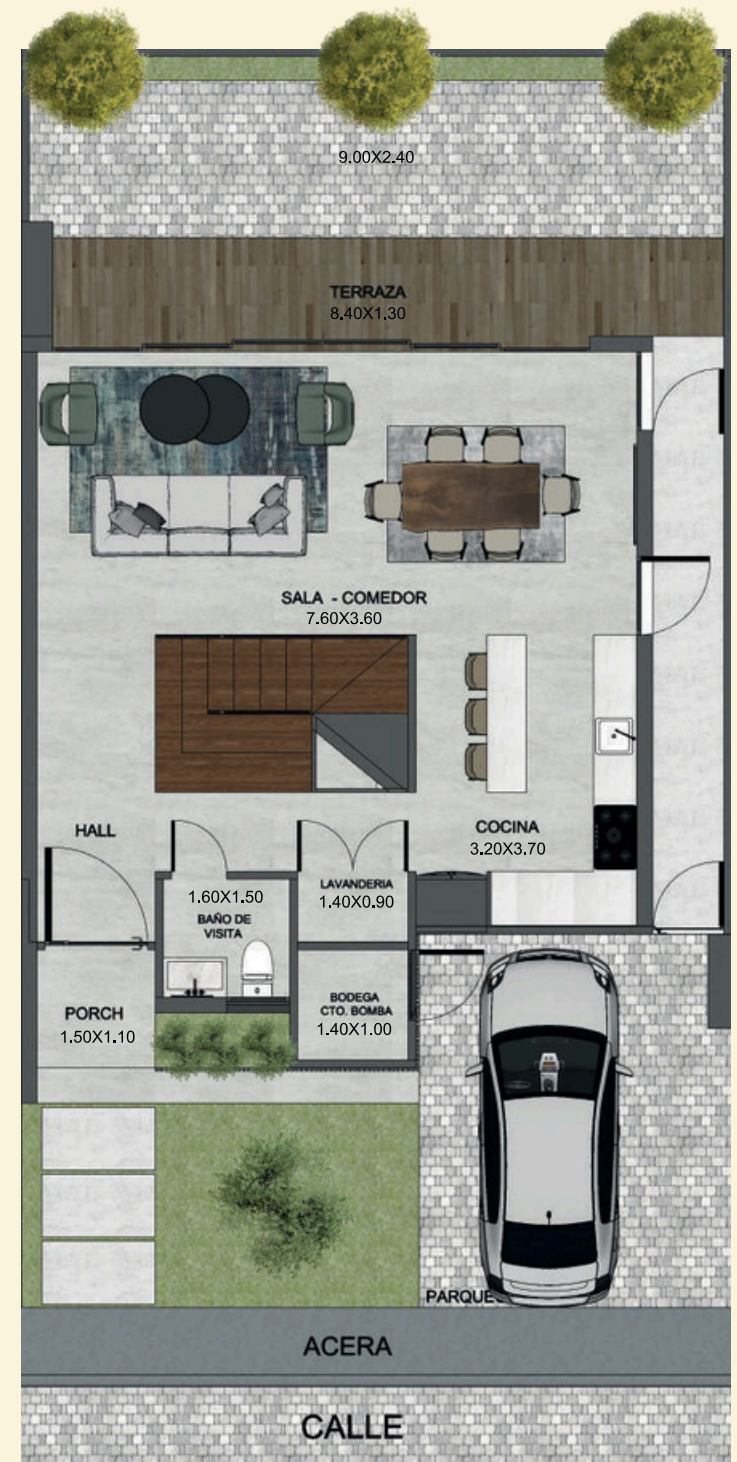 9.00X2.40
TERRAZA
8.40X1.30
SALA - COMEDOR
7.60X3.60
HALL
COCINA
3.20X3.70
LAVANDERIA
1.40X0.90
1.60X1.50
BAÑO DE
VISITA
PORCH
1.50X1.10
BODEGA
CTO. BOMBA
1.40X1.00
PARQUE
ACERA
CALLE